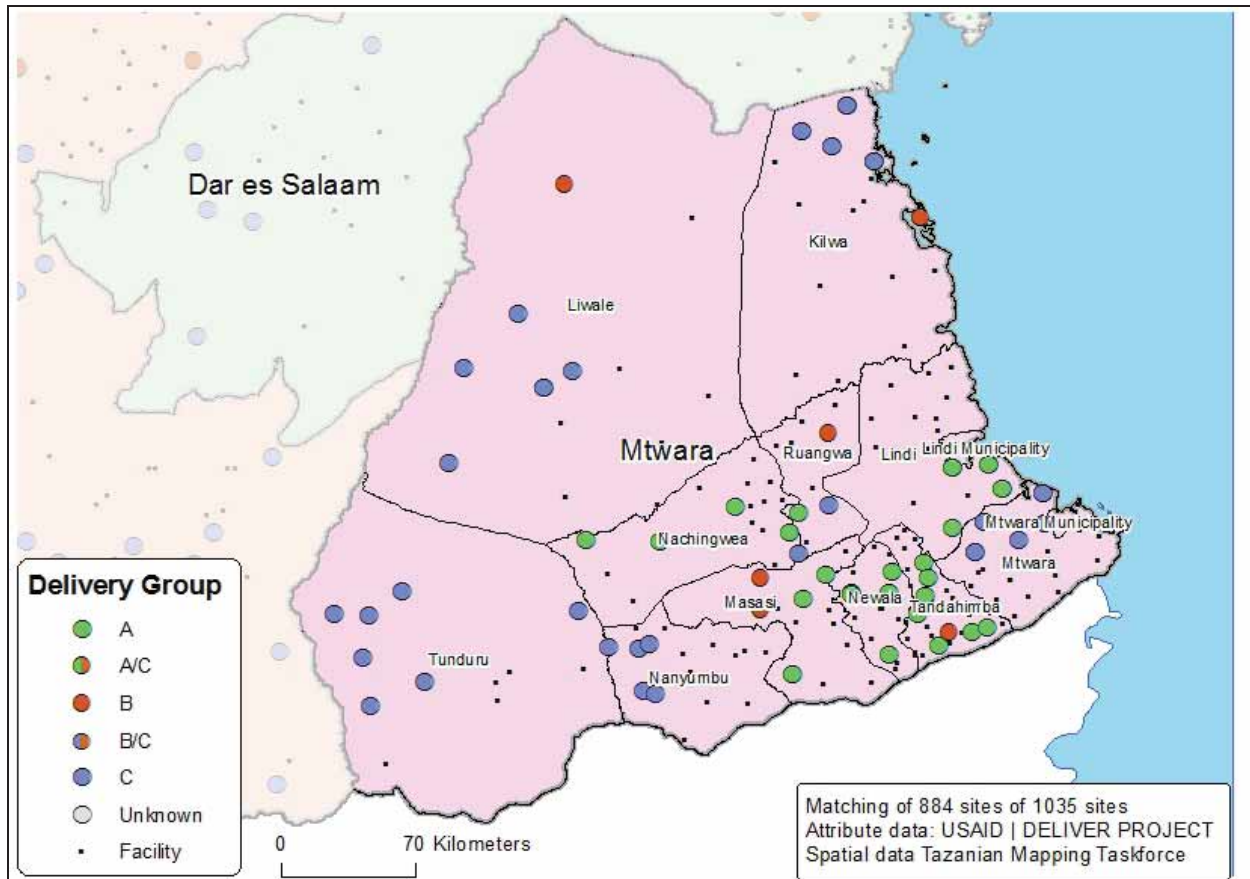 Dar es Salaam
Kilwa
Liwale
Mtwara
Ruangwa
Lindi
Lindi Municipality
Nachingwea
Mtwara Municipality
Mtwara
Masasi
Newala
Tandahimba
Tunduru
Nanyumbu
Delivery Group
A
A/C
B
B/C
C
Unknown
Facility
0 70 Kilometers
Matching of 884 sites of 1035 sites
Attribute data: USAID | DELIVER PROJECT
Spatial data Tazanian Mapping Taskforce